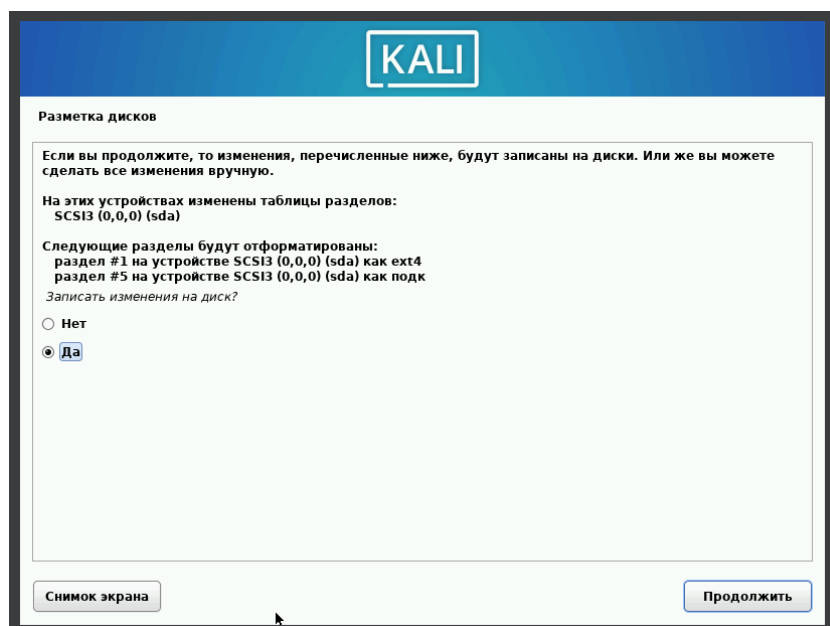 KALI
Разметка дисков
Если вы продолжите, то изменения, перечисленные ниже, будут записаны на диски. Или же вы можете
сделать все изменения вручную.
На этих устройствах изменены таблицы разделов:
SCSI3 (0,0,0) (sda)
Следующие разделы будут отформатированы:
раздел #1 на устройстве SCSI3 (0,0,0) (sda) как ext4
раздел #5 на устройстве SCSI3 (0,0,0) (sda) как подк
Записать изменения на диск?
Нет
Да
Снимок экрана
Продолжить